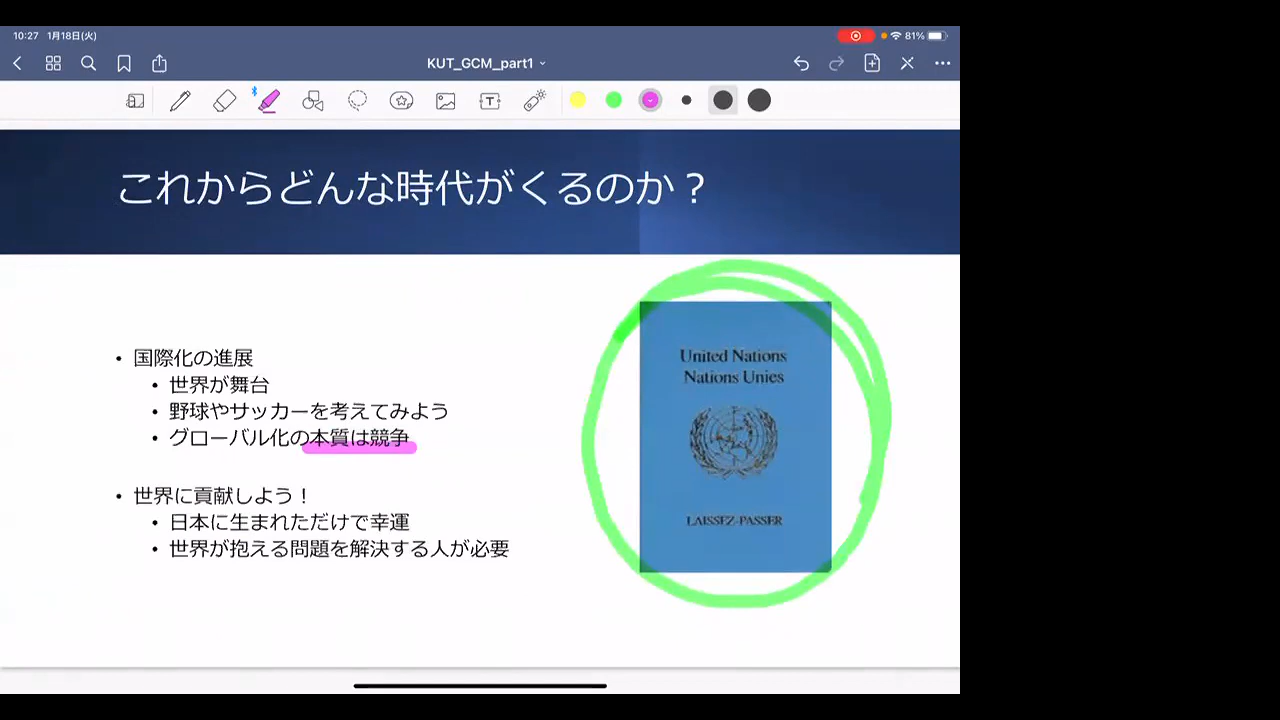 10:27 1月18日(火)
81%
KUT_GCM_part1
T
これからどんな時代がくるのか？
• 国際化の進展
• 世界が舞台
• 野球やサッカーを考えてみよう
• グローバル化の本質は競争
• 世界に貢献しよう！
• 日本に生まれただけで幸運
• 世界が抱える問題を解決する人が必要
United Nations
Nations Unies
LAISSEZ-PASSER